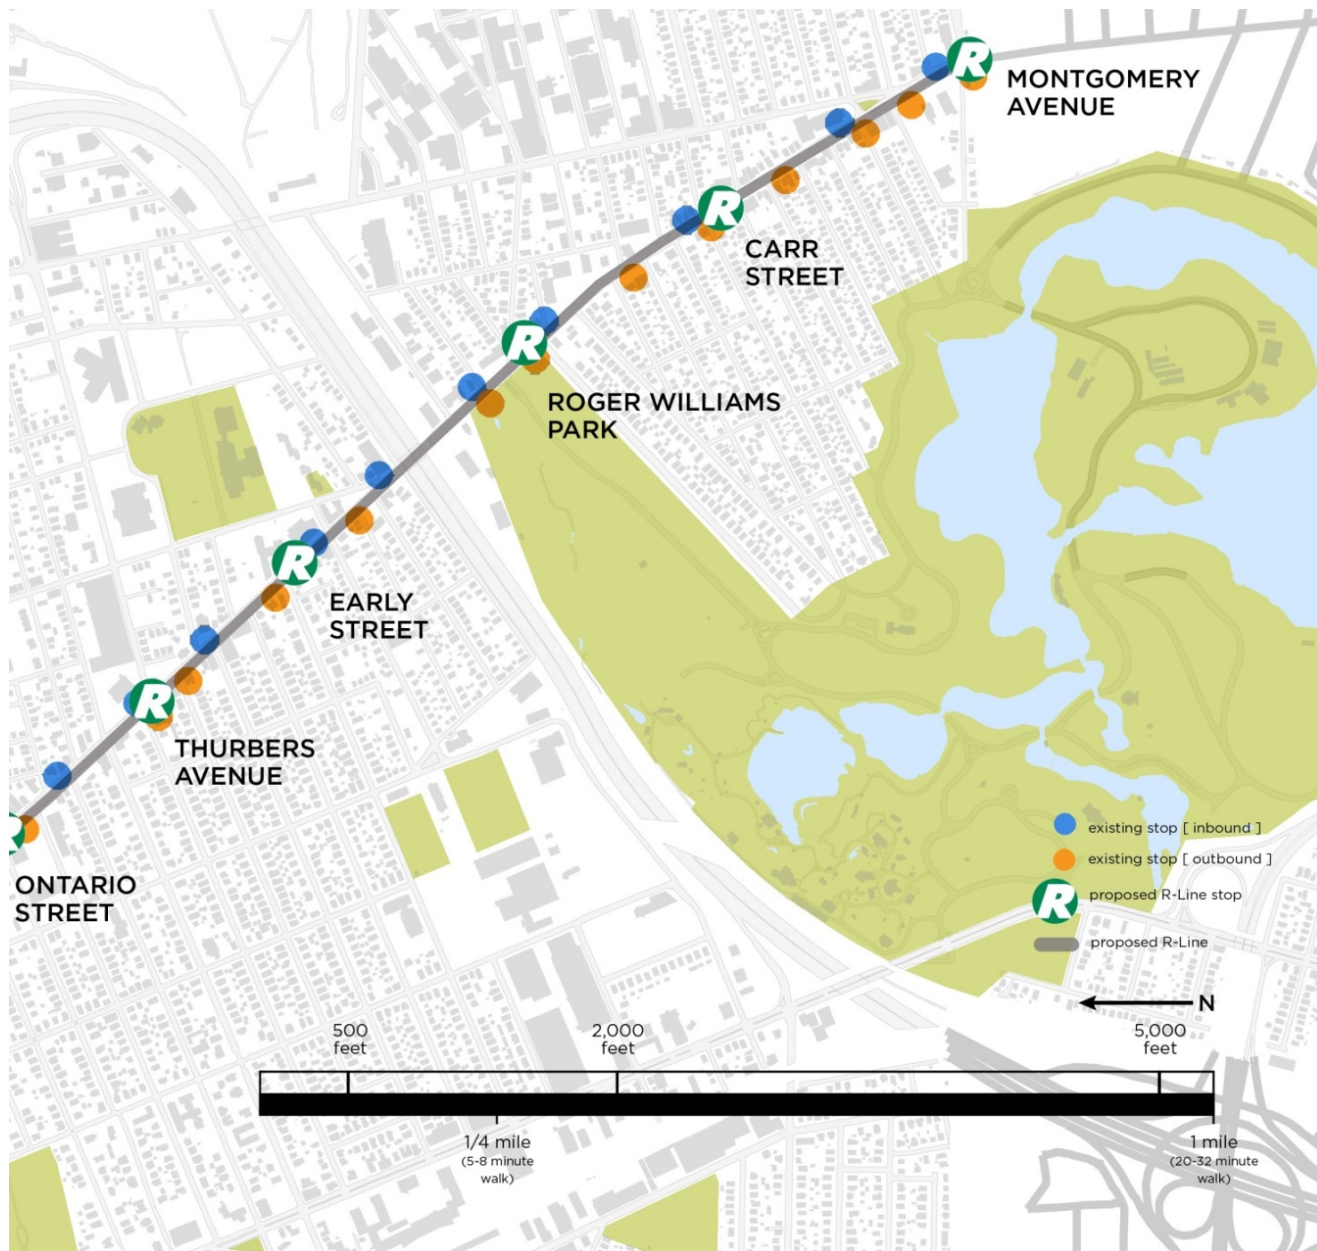 R
MONTGOMERY
AVENUE
R
CARR
STREET
R
ROGER WILLIAMS
PARK
R
EARLY
STREET
R
THURBERS
AVENUE
R
ONTARIO
STREET
existing stop [ inbound ]
existing stop [ outbound ]
R proposed R-Line stop
proposed R-Line
N
500
feet
2,000
feet
5,000
feet
1/4 mile
(5-8 minute
walk)
1 mile
(20-32 minute
walk)